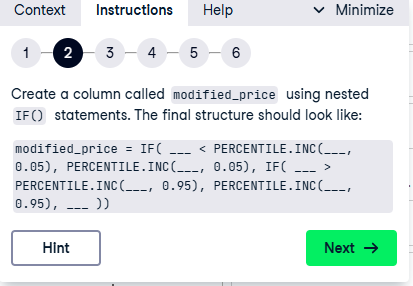 Context Instructions Help Minimize
1 2 3 4 5 6
Create a column called modified_price using nested
IF() statements. The final structure should look like:
modified_price = IF( ___ < PERCENTILE.INC(___,
0.05), PERCENTILE.INC(___, 0.05), IF( ___ >
PERCENTILE.INC(___, 0.95), PERCENTILE.INC(___,
0.95), ___ ))
Hint Next →